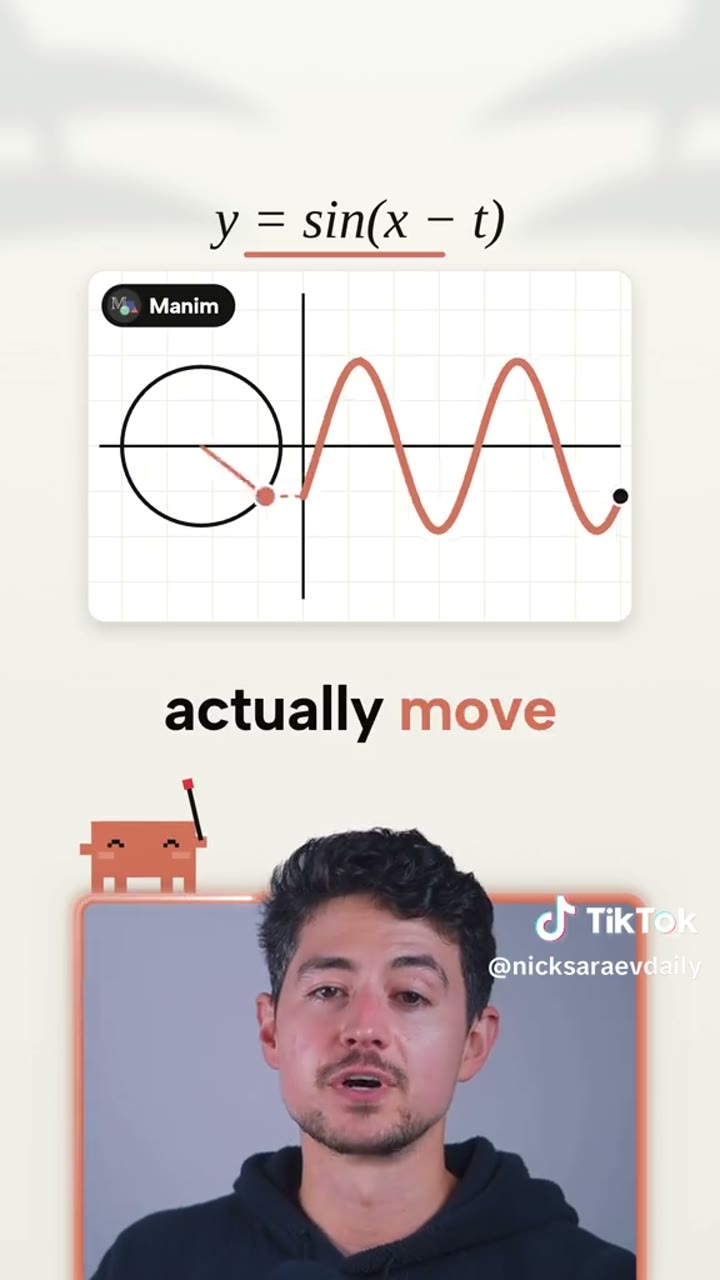 y = sin(x − t)
Manim
actually move
TikTok
@nicksaraevdaily